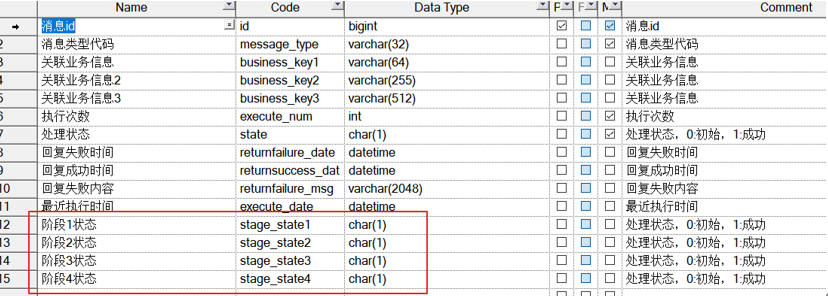 Name Code Data Type P F M Comment
消息id id bigint 消息id
2 消息类型代码 message_type varchar(32) 消息类型代码
3 关联业务信息 business_key1 varchar(64) 关联业务信息
4 关联业务信息2 business_key2 varchar(255) 关联业务信息
5 关联业务信息3 business_key3 varchar(512) 关联业务信息
6 执行次数 execute_num int 执行次数
7 处理状态 state char(1) 处理状态，0:初始，1:成功
8 回复失败时间 returnfailure_date datetime 回复失败时间
9 回复成功时间 returnsuccess_dat datetime 回复成功时间
10 回复失败内容 returnfailure_msg varchar(2048) 回复失败内容
11 最近执行时间 execute_date datetime 最近执行时间
12 阶段1状态 stage_state1 char(1) 处理状态，0:初始，1:成功
13 阶段2状态 stage_state2 char(1) 处理状态，0:初始，1:成功
14 阶段3状态 stage_state3 char(1) 处理状态，0:初始，1:成功
15 阶段4状态 stage_state4 char(1) 处理状态，0:初始，1:成功